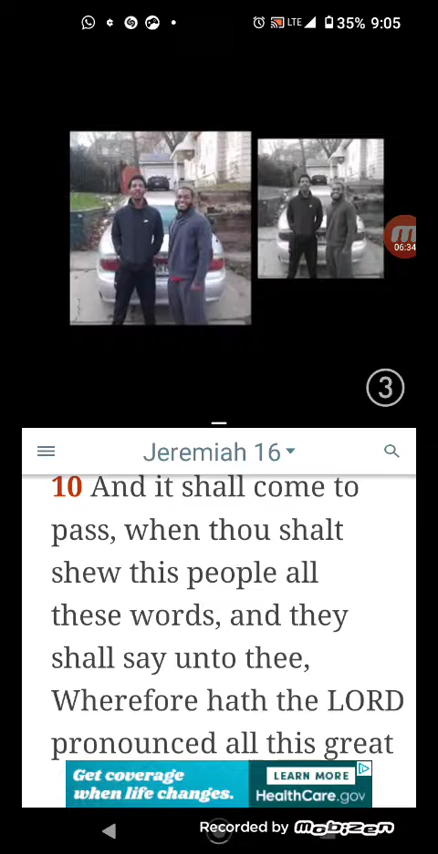 LTE 35% 9:05
06:34
3
Jeremiah 16
10 And it shall come to
pass, when thou shalt
shew this people all
these words, and they
shall say unto thee,
Wherefore hath the LORD
pronounced all this great
Get coverage
when life changes.
LEARN MORE
HealthCare.gov
Recorded by mobizen